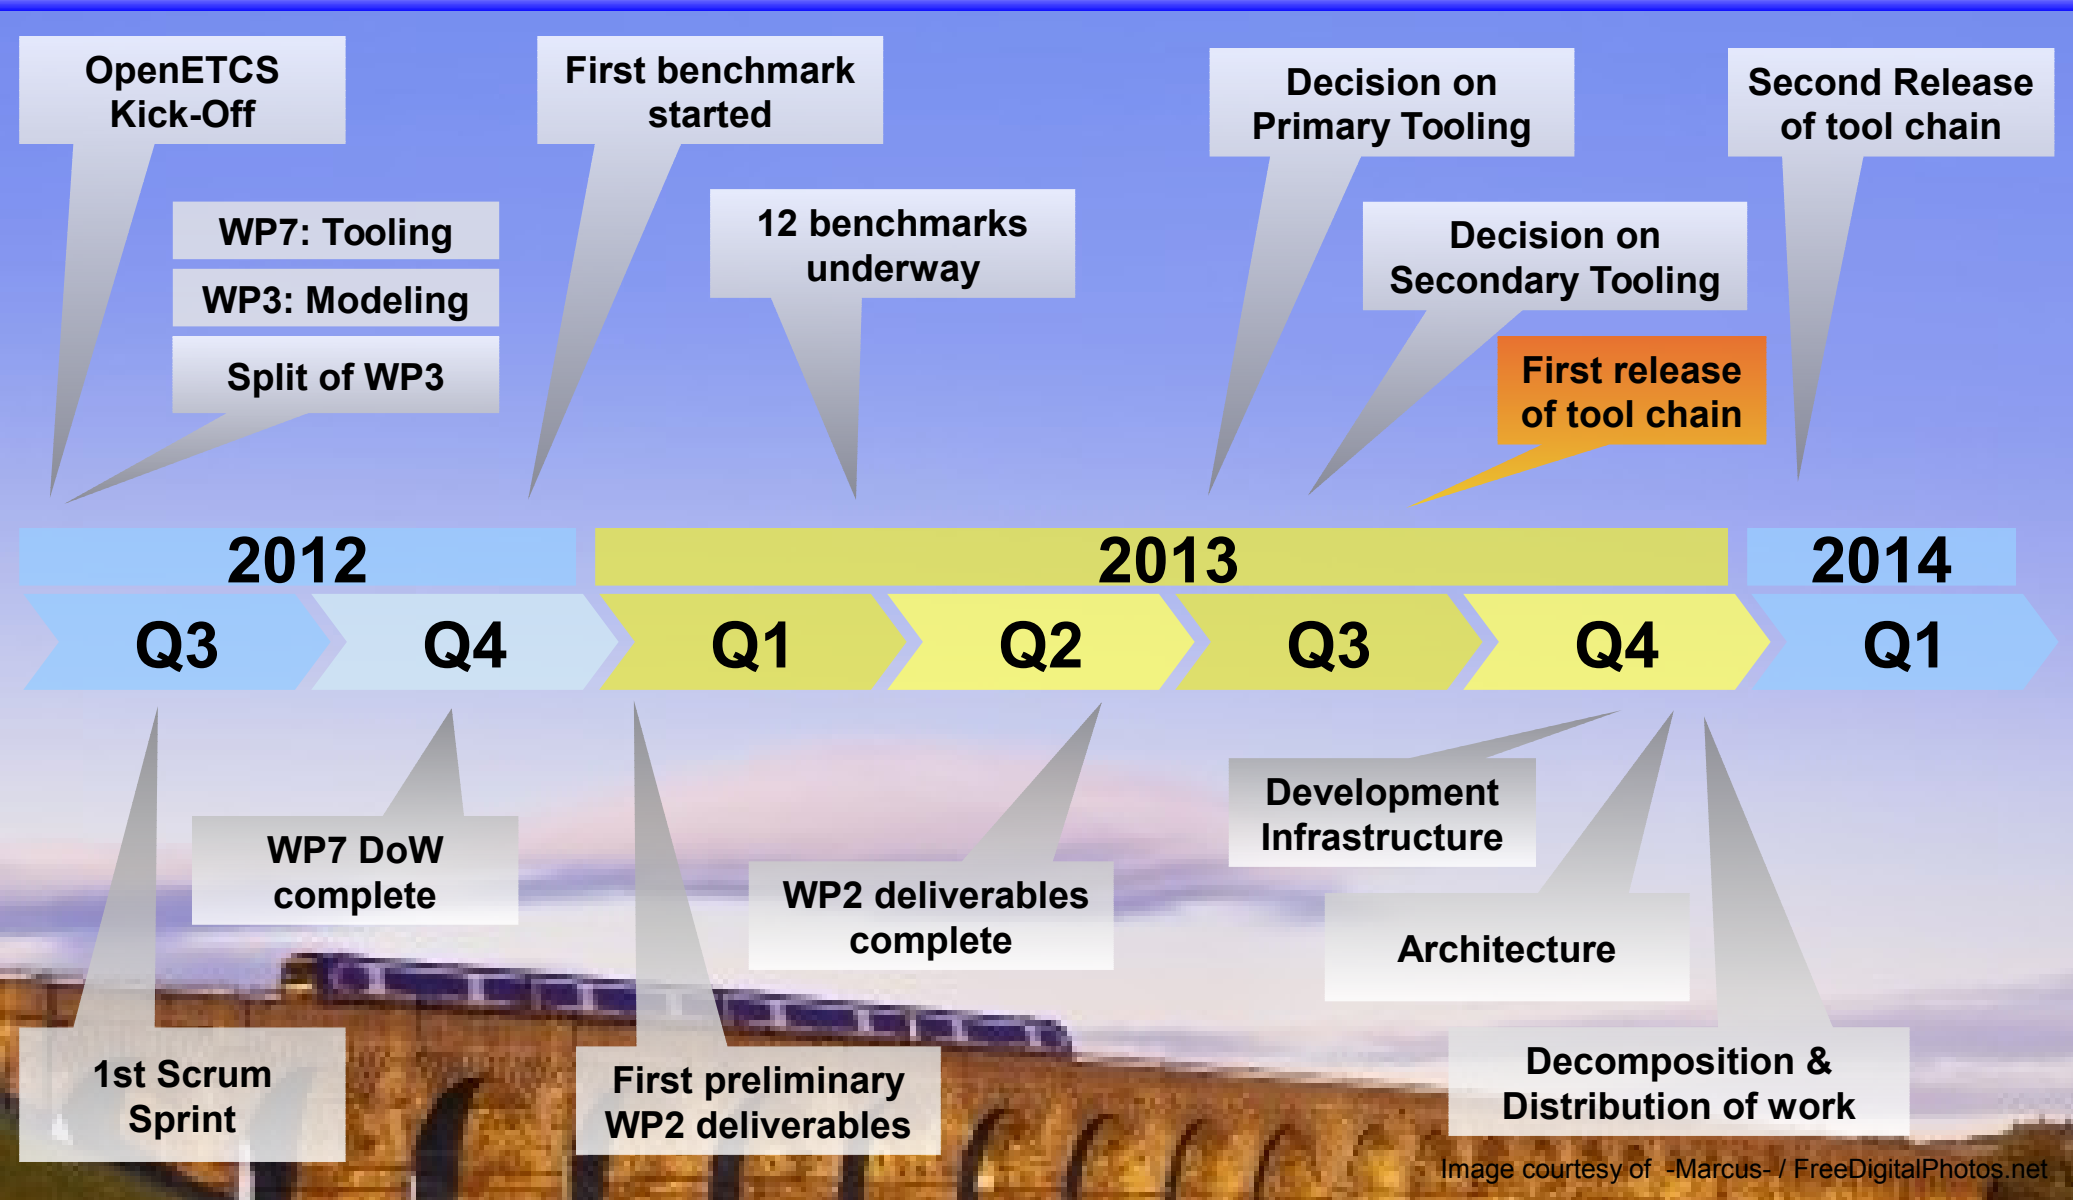 OpenETCS
Kick-Off
First benchmark
started
Decision on
Primary Tooling
Second Release
of tool chain
WP7: Tooling
WP3: Modeling
Split of WP3
12 benchmarks
underway
Decision on
Secondary Tooling
First release
of tool chain
2012
2013
2014
Q3
Q4
Q1
Q2
Q3
Q4
Q1
WP7 DoW
complete
WP2 deliverables
complete
Development
Infrastructure
Architecture
1st Scrum
Sprint
First preliminary
WP2 deliverables
Decomposition &
Distribution of work
Image courtesy of -Marcus- / FreeDigitalPhotos.net